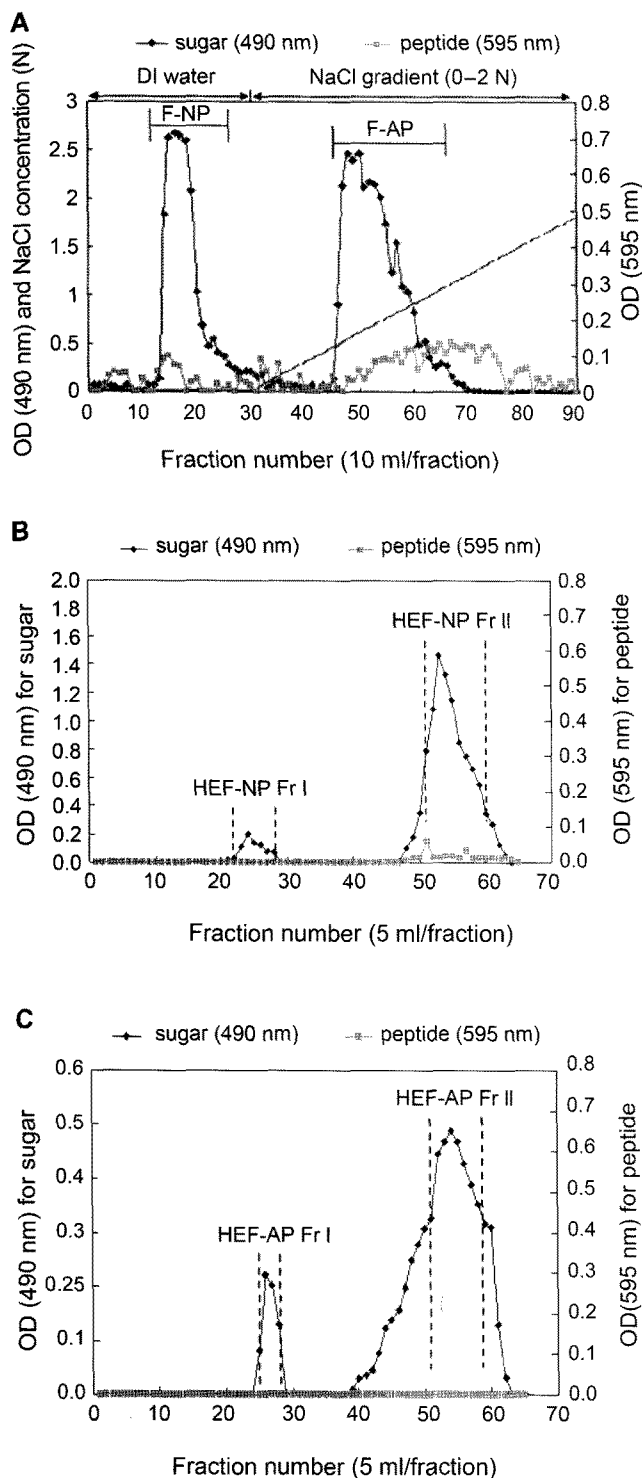 A
sugar (490 nm) peptide (595 nm)
DI water NaCl gradient (0–2 N)
F-NP F-AP
OD (490 nm) and NaCl concentration (N)
3
2.5
2
1.5
1
0.5
0
0.8
0.7
0.6
0.5
0.4
0.3
0.2
0.1
0
OD (595 nm)
0 10 20 30 40 50 60 70 80 90
Fraction number (10 ml/fraction)
B
sugar (490 nm) peptide (595 nm)
OD (490 nm) for sugar
2.0
1.8
1.6
1.4
1.2
1.0
0.8
0.6
0.4
0.2
0.0
HEF-NP Fr I
HEF-NP Fr II
0.8
0.7
0.6
0.5
0.4
0.3
0.2
0.1
0.0
OD (595 nm) for peptide
0 10 20 30 40 50 60 70
Fraction number (5 ml/fraction)
C
sugar (490 nm) peptide (595 nm)
OD (490 nm) for sugar
0.6
0.5
0.3
0.25
0.1
0.0
HEF-AP Fr I
HEF-AP Fr II
0.8
0.7
0.6
0.5
0.4
0.3
0.2
0.1
0.0
OD(595 nm) for peptide
0 10 20 30 40 50 60 70
Fraction number (5 ml/fraction)